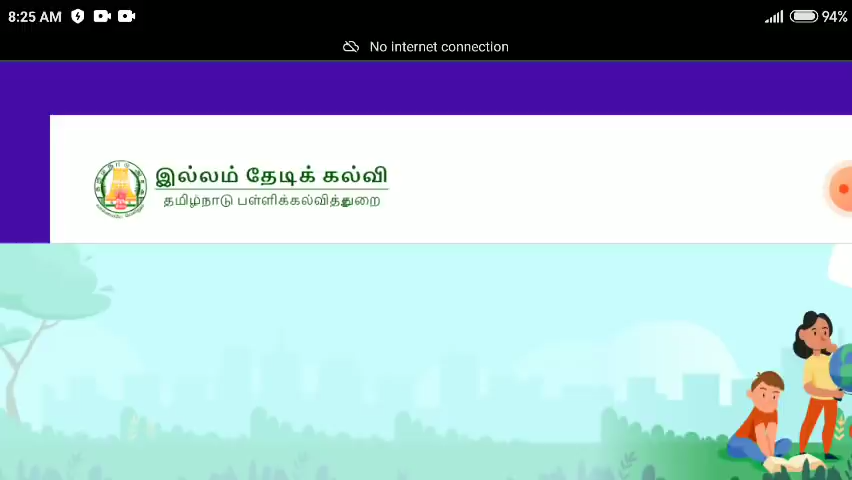 8:25 AM 94%
No internet connection
இல்லம் தேடிக் கல்வி
தமிழ்நாடு பள்ளிக்கல்வித்துறை